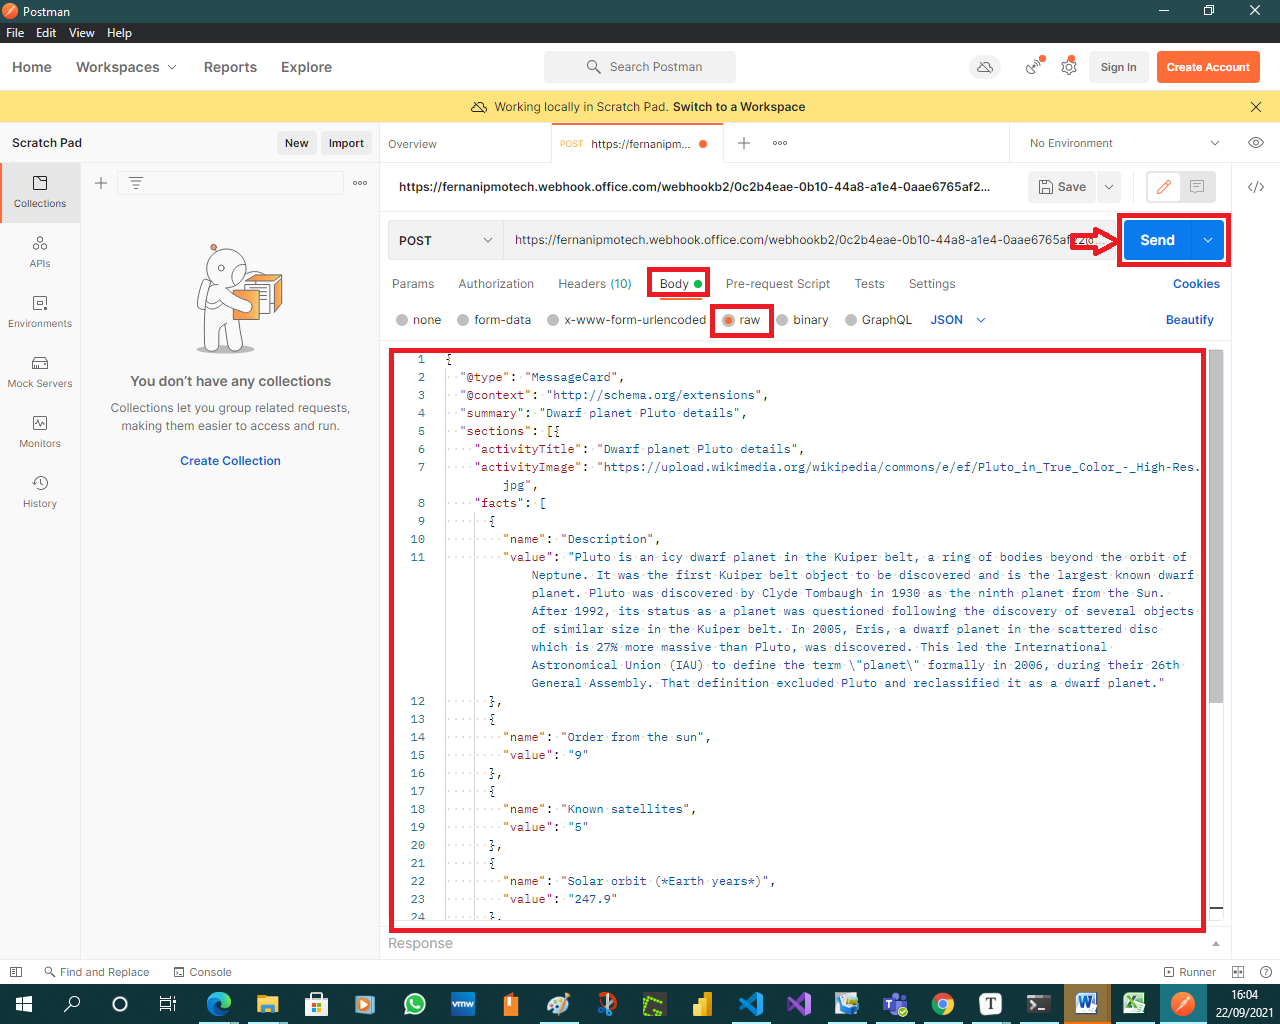 Postman
File Edit View Help
Home Workspaces Reports Explore Search Postman Sign In Create Account
Working locally in Scratch Pad. Switch to a Workspace
Scratch Pad New Import Overview POST https://fernanipm... No Environment
https://fernanipmotech.webhook.office.com/webhookb2/0c2b4eae-0b10-44a8-a1e4-0aae6765af2... Save
Collections
APIs
Environments
Mock Servers
Monitors
History
You don't have any collections
Collections let you group related requests,
making them easier to access and run.
Create Collection
POST https://fernanipmotech.webhook.office.com/webhookb2/0c2b4eae-0b10-44a8-a1e4-0aae6765af22@... Send
Params Authorization Headers (10) Body Pre-request Script Tests Settings Cookies
none form-data x-www-form-urlencoded raw binary GraphQL JSON Beautify
1 {
2 "@type": "MessageCard",
3 "@context": "http://schema.org/extensions",
4 "summary": "Dwarf planet Pluto details",
5 "sections": [{
6 "activityTitle": "Dwarf planet Pluto details",
7 "activityImage": "https://upload.wikimedia.org/wikipedia/commons/e/ef/Pluto_in_True_Color_-_High-Res.
jpg",
8 "facts": [
9 {
10 "name": "Description",
11 "value": "Pluto is an icy dwarf planet in the Kuiper belt, a ring of bodies beyond the orbit of
Neptune. It was the first Kuiper belt object to be discovered and is the largest known dwarf
planet. Pluto was discovered by Clyde Tombaugh in 1930 as the ninth planet from the Sun.
After 1992, its status as a planet was questioned following the discovery of several objects
of similar size in the Kuiper belt. In 2005, Eris, a dwarf planet in the scattered disc
which is 27% more massive than Pluto, was discovered. This led the International
Astronomical Union (IAU) to define the term \"planet\" formally in 2006, during their 26th
General Assembly. That definition excluded Pluto and reclassified it as a dwarf planet."
12 },
13 {
14 "name": "Order from the sun",
15 "value": "9"
16 },
17 {
18 "name": "Known satellites",
19 "value": "5"
20 },
21 {
22 "name": "Solar orbit (*Earth years*)",
23 "value": "247.9"
24 },
Response
Find and Replace Console Runner
vmw T W
16:04
22/09/2021